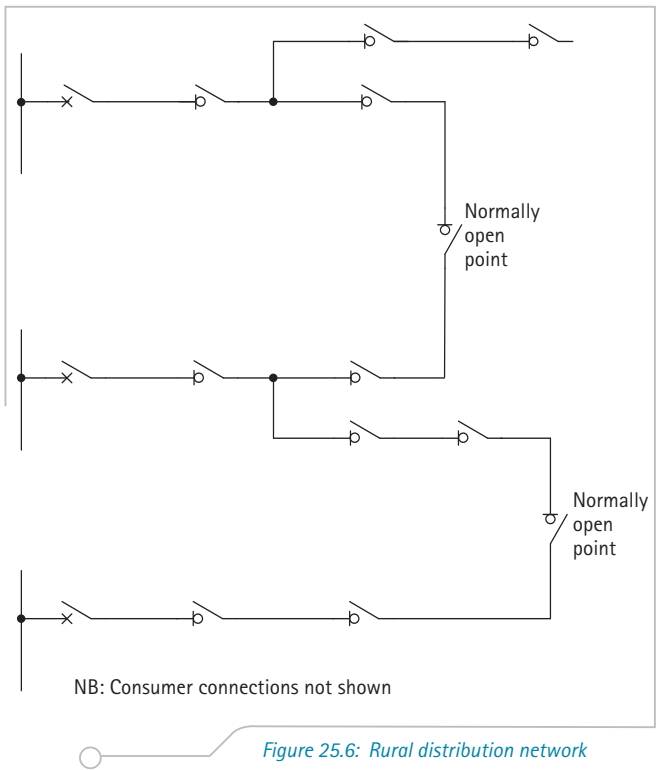 Normally
open
point
Normally
open
point
NB: Consumer connections not shown
Figure 25.6: Rural distribution network